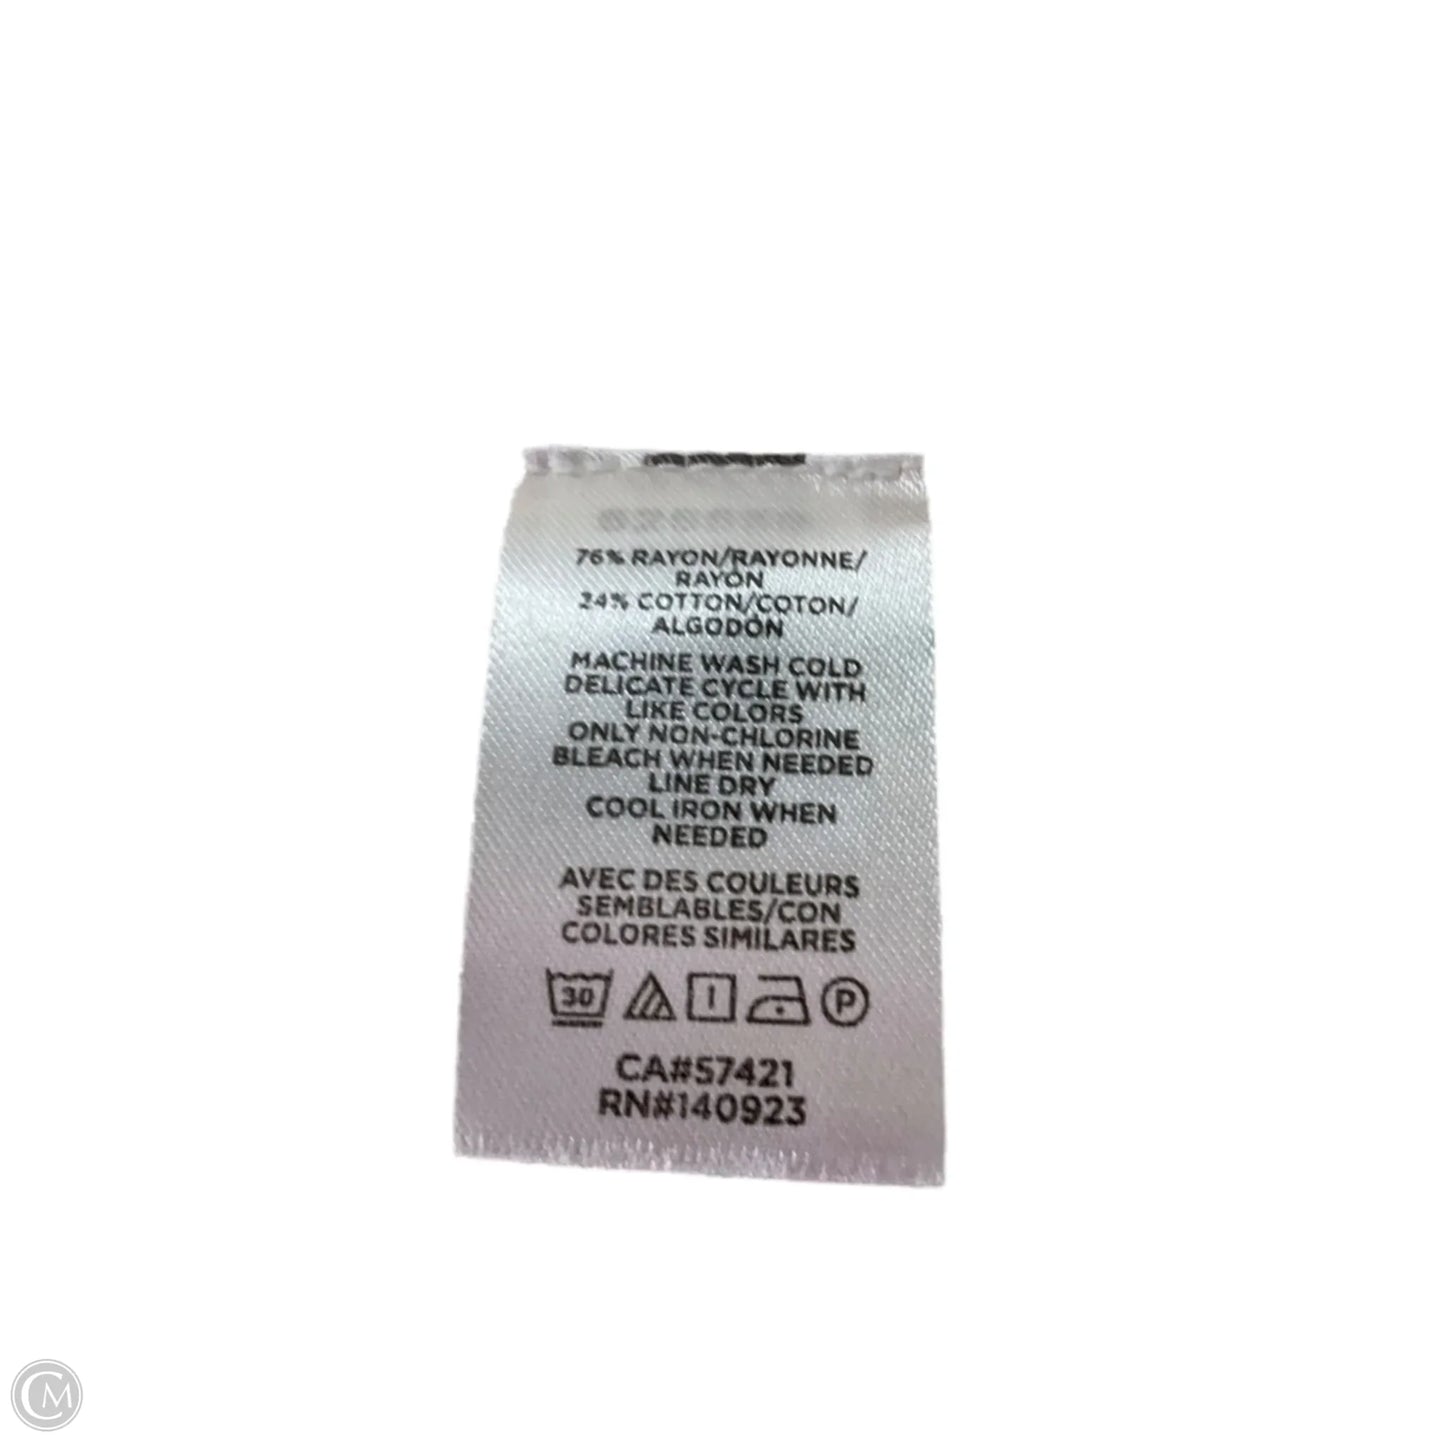 76% RAYON/RAYONNE/
RAYÓN
24% COTTON/COTON/
ALGODÓN
MACHINE WASH COLD
DELICATE CYCLE WITH
LIKE COLORS
ONLY NON-CHLORINE
BLEACH WHEN NEEDED
LINE DRY
COOL IRON WHEN
NEEDED
AVEC DES COULEURS
SEMBLABLES/CON
COLORES SIMILARES
30 P
CA#57421
RN#140923
CM